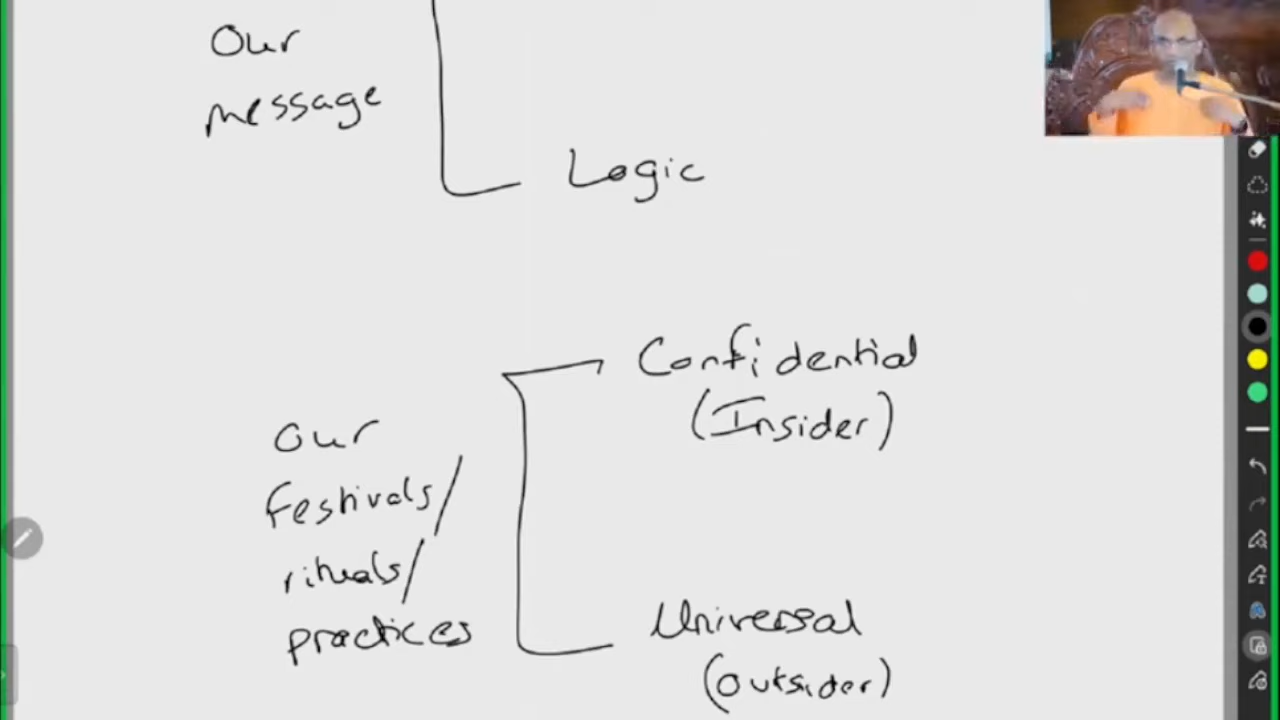 Our
message
Logic
Confidential
(Insider)
Our
festivals/
rituals/
practices
Universal
(outsider)